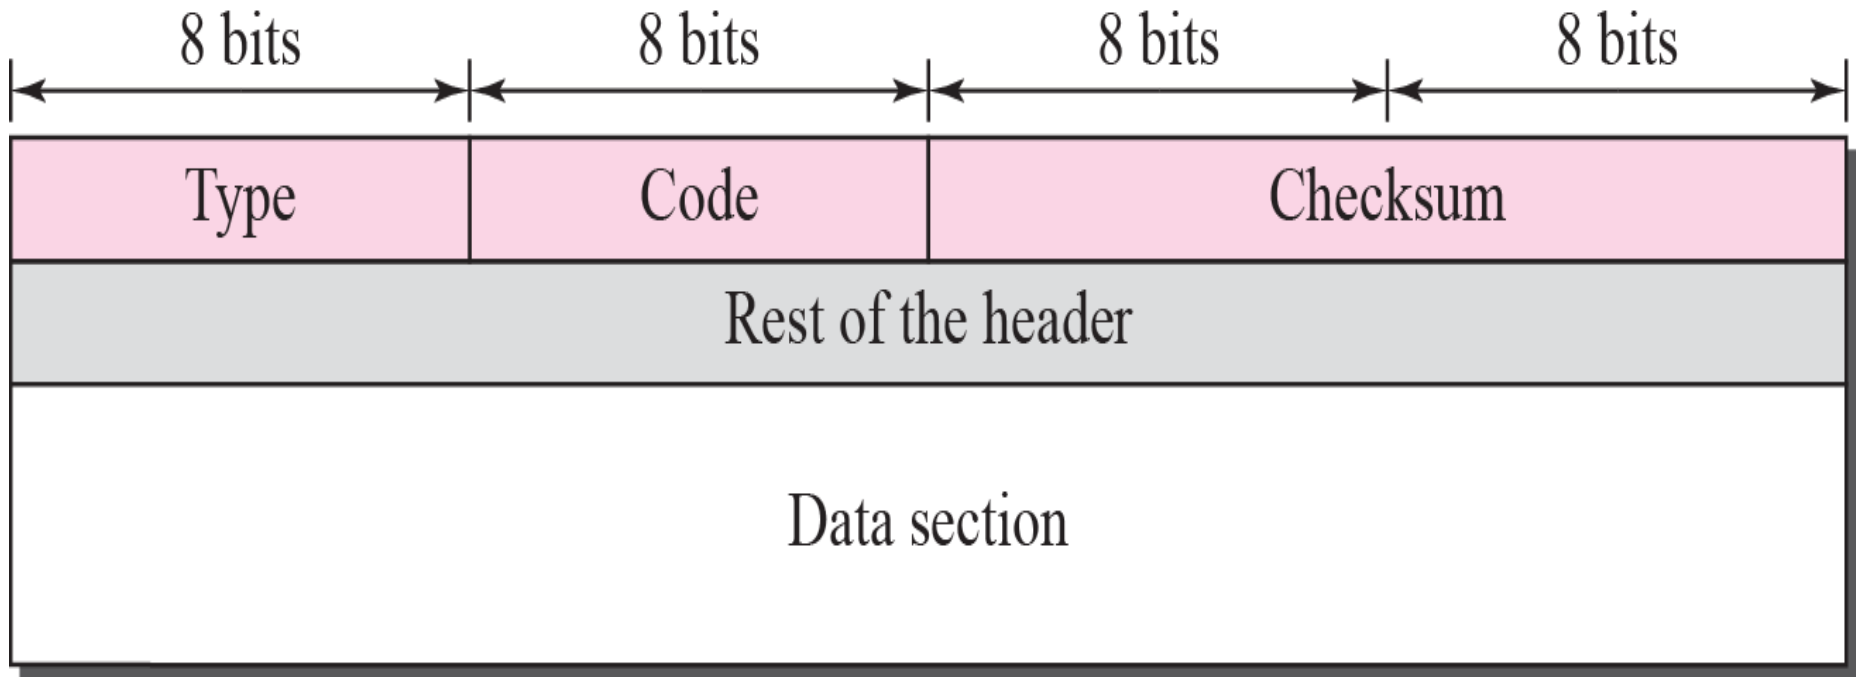 8 bits 8 bits 8 bits 8 bits
Type Code Checksum
Rest of the header
Data section